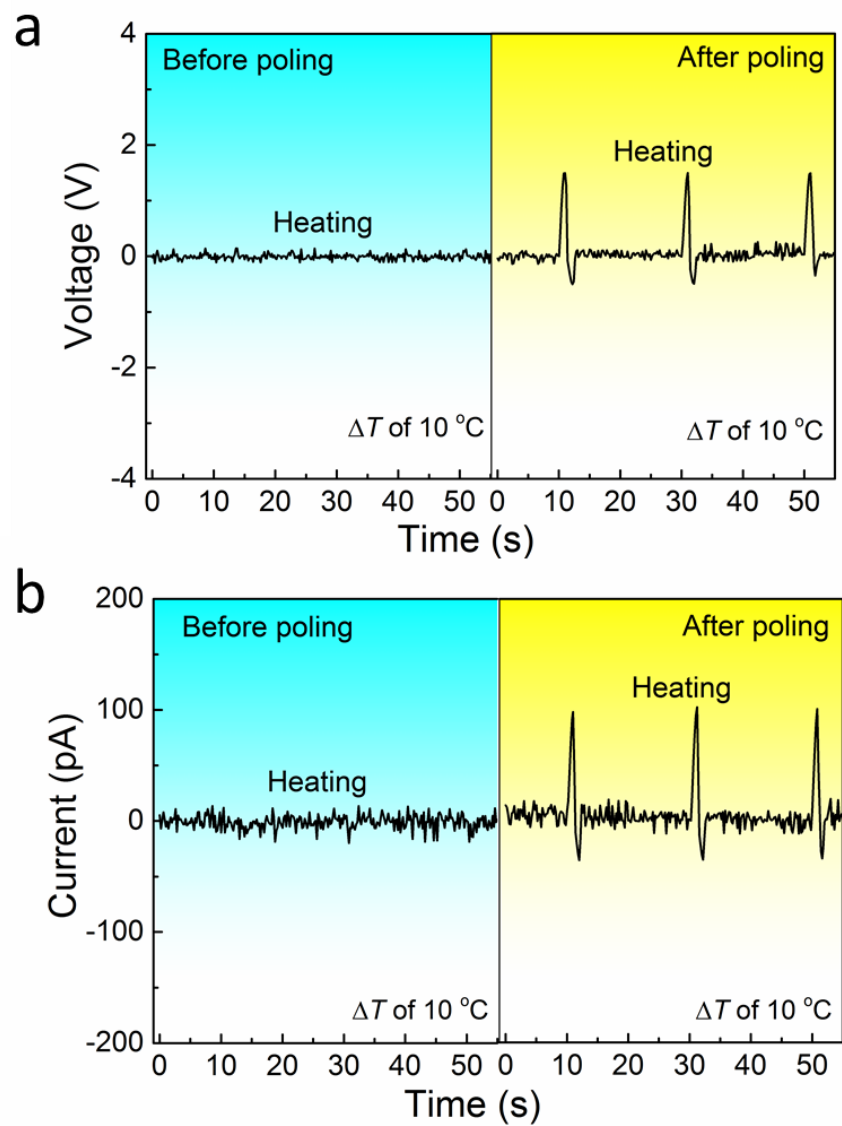 a
4
2
0
-2
-4
Voltage (V)
Before poling
After poling
Heating
Heating
ΔT of 10 °C
ΔT of 10 °C
0 10 20 30 40 50 0 10 20 30 40 50
Time (s)
b
200
100
0
-100
-200
Current (pA)
Before poling
After poling
Heating
Heating
ΔT of 10 °C
ΔT of 10 °C
0 10 20 30 40 50 0 10 20 30 40 50
Time (s)